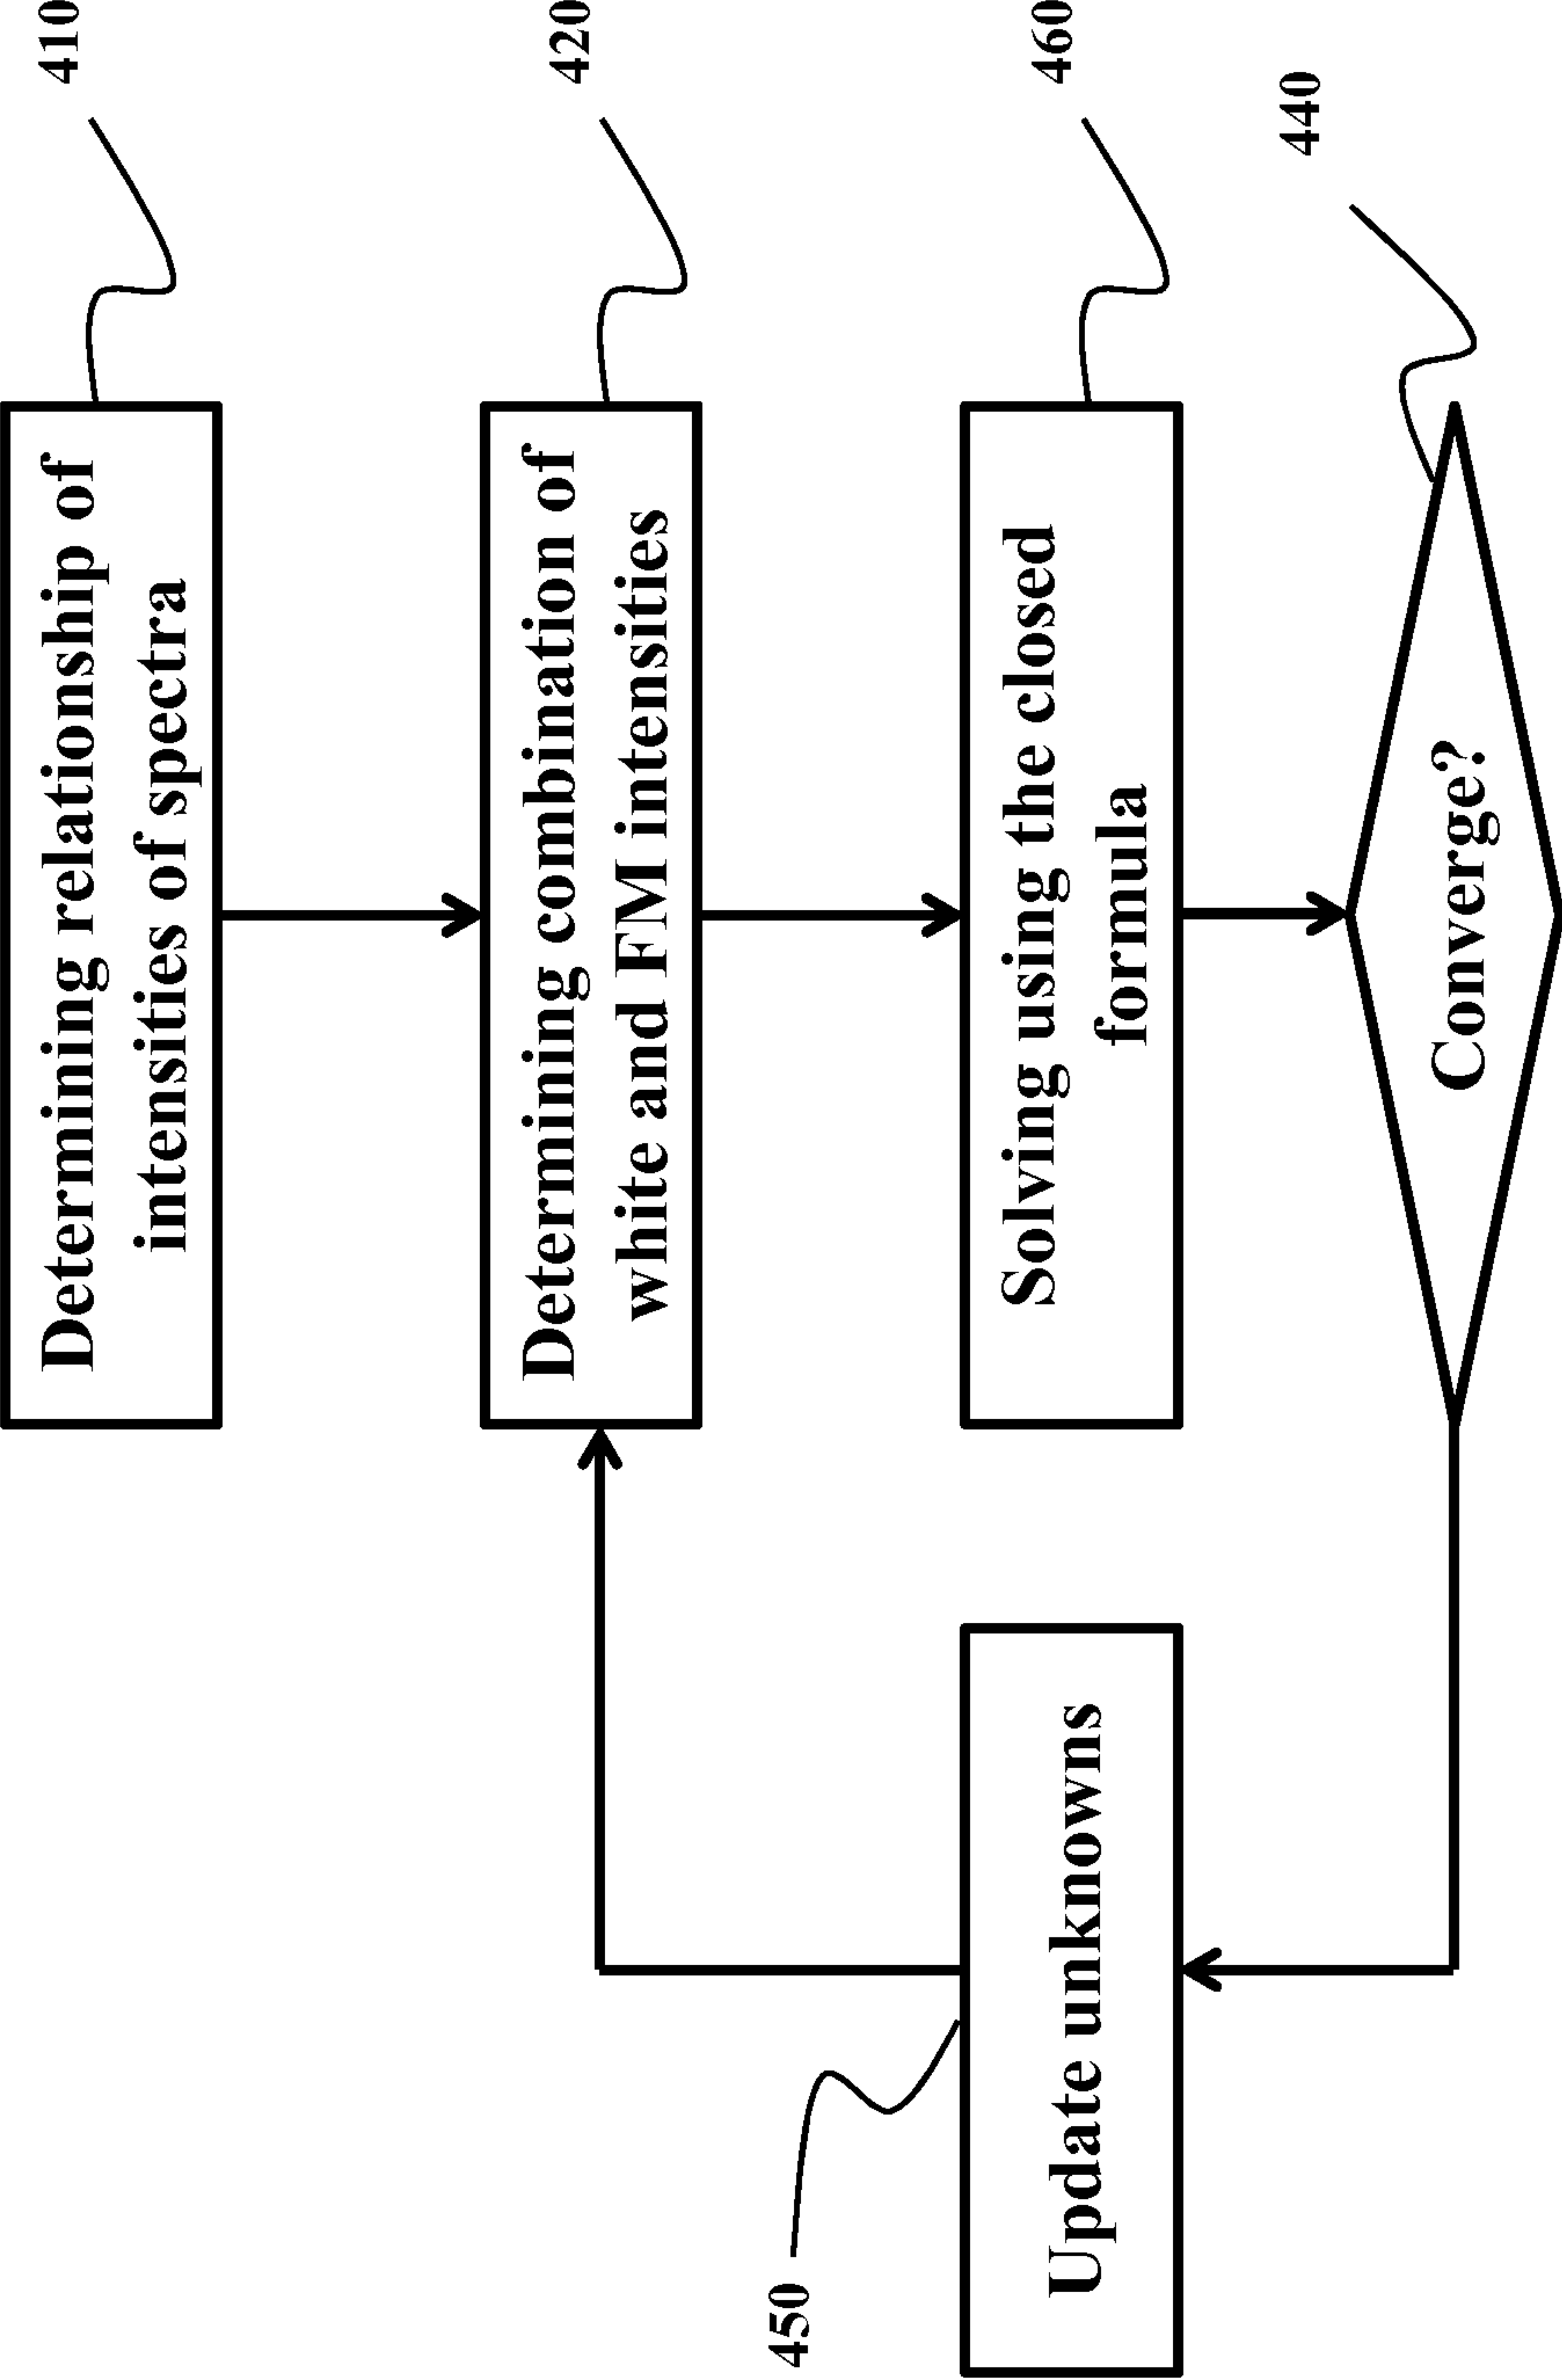 Determining relationship of
intensities of spectra
410
Determining combination of
white and FM intensities
420
Solving using the closed
formula
460
Converge?
440
Update unknowns
450